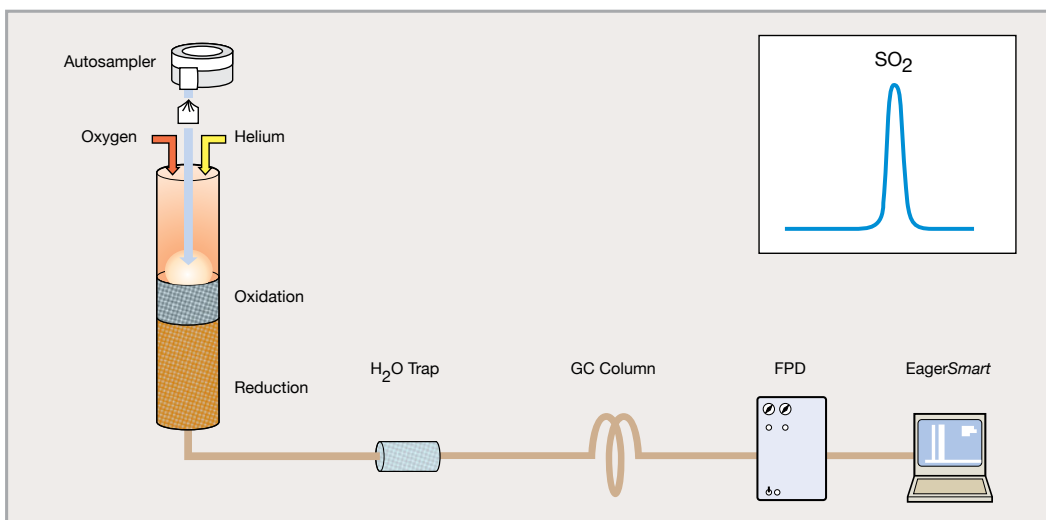 Autosampler
SO2
Oxygen
Helium
Oxidation
Reduction
H2O Trap
GC Column
FPD
EagerSmart